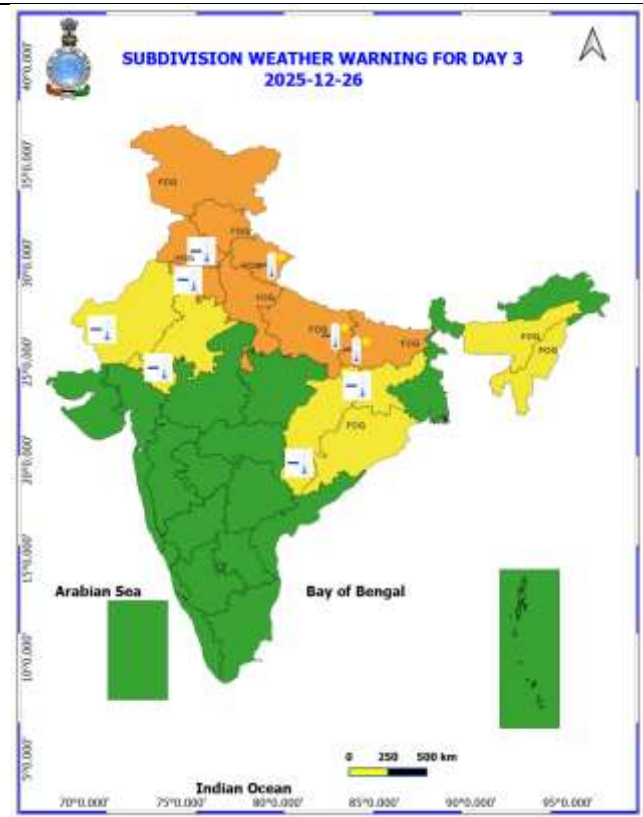 SUBDIVISION WEATHER WARNING FOR DAY 3
2025-12-26
40°0.000'
35°0.000'
FOG
FOG
30°0.000'
FOG
FOG
FOG
FOG
FOG
FOG
FOG
25°0.000'
FOG
20°0.000'
15°0.000'
Arabian Sea
Bay of Bengal
10°0.000'
0 250 500 km
5°0.000'
Indian Ocean
70°0.000' 75°0.000' 80°0.000' 85°0.000' 90°0.000' 95°0.000'